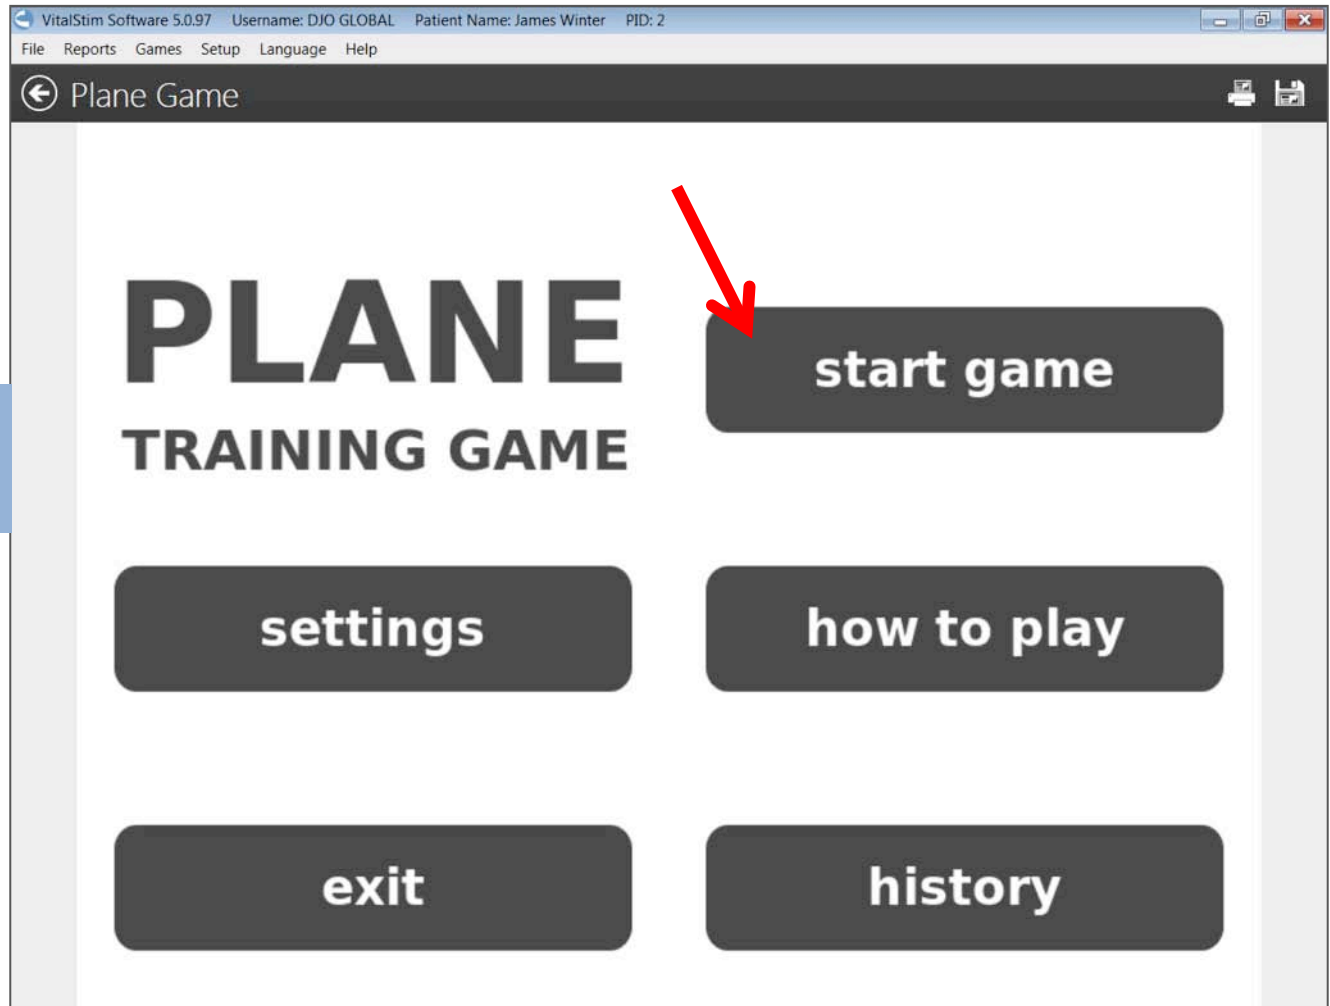 VitalStim Software 5.0.97 Username: DJO GLOBAL Patient Name: James Winter PID: 2
File Reports Games Setup Language Help
Plane Game
PLANE
TRAINING GAME
start game
settings
how to play
exit
history